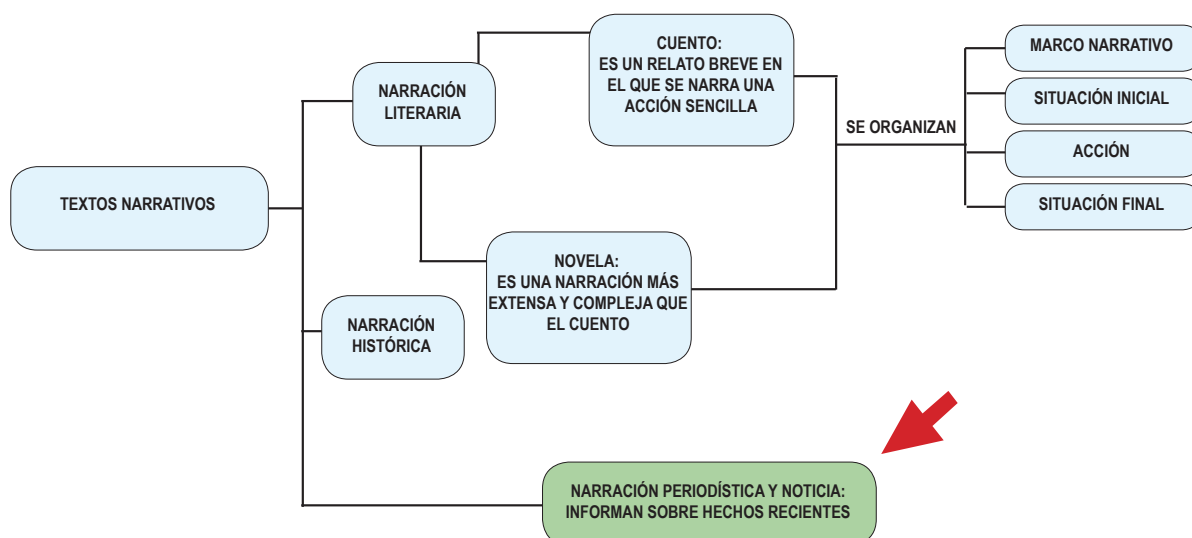 TEXTOS NARRATIVOS
NARRACIÓN
LITERARIA
CUENTO:
ES UN RELATO BREVE EN
EL QUE SE NARRA UNA
ACCIÓN SENCILLA
NOVELA:
ES UNA NARRACIÓN MÁS
EXTENSA Y COMPLEJA QUE
EL CUENTO
SE ORGANIZAN
MARCO NARRATIVO
SITUACIÓN INICIAL
ACCIÓN
SITUACIÓN FINAL
NARRACIÓN
HISTÓRICA
NARRACIÓN PERIODÍSTICA Y NOTICIA:
INFORMAN SOBRE HECHOS RECIENTES